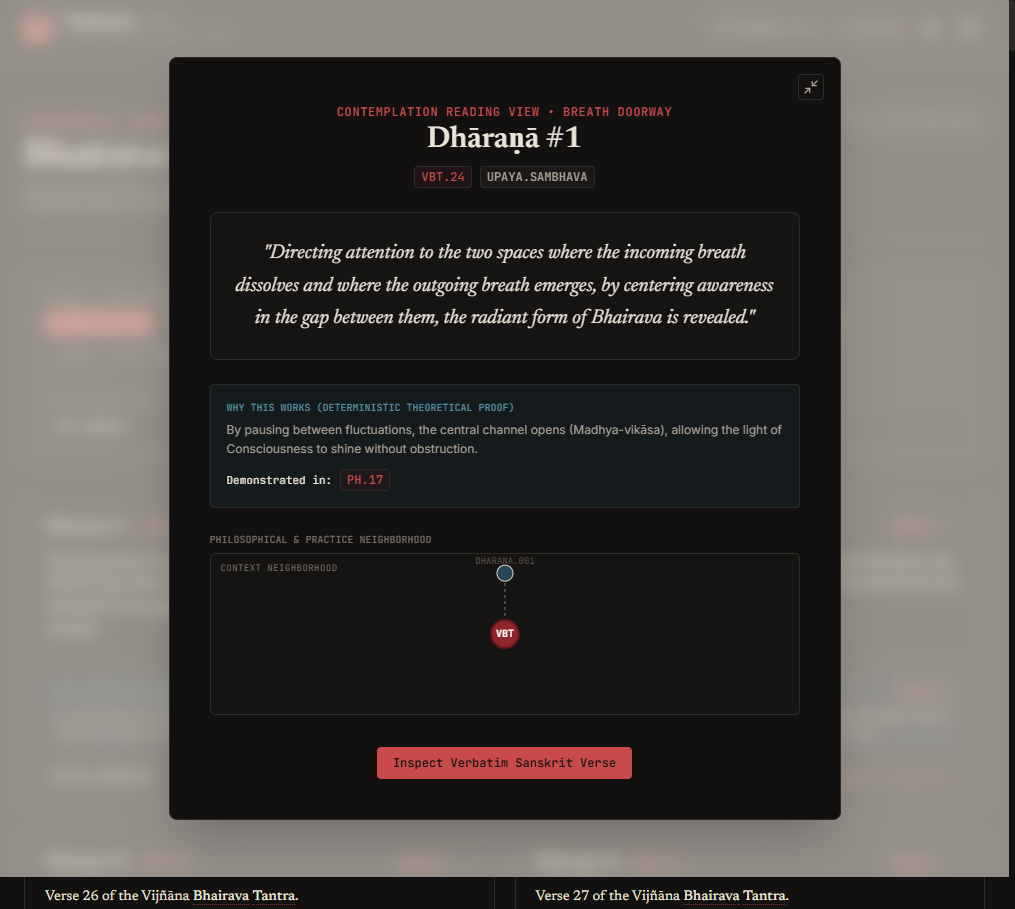 CONTEMPLATION READING VIEW • BREATH DOORWAY
Dhāraṇā #1
VBT.24 UPAYA.SAMBHAVA
"Directing attention to the two spaces where the incoming breath
dissolves and where the outgoing breath emerges, by centering awareness
in the gap between them, the radiant form of Bhairava is revealed."
WHY THIS WORKS (DETERMINISTIC THEORETICAL PROOF)
By pausing between fluctuations, the central channel opens (Madhya-vikāsa), allowing the light of
Consciousness to shine without obstruction.
Demonstrated in: PH.17
PHILOSOPHICAL & PRACTICE NEIGHBORHOOD
CONTEXT NEIGHBORHOOD
DHARANA.001
VBT
Inspect Verbatim Sanskrit Verse
Verse 26 of the Vijñāna Bhairava Tantra.
Verse 27 of the Vijñāna Bhairava Tantra.